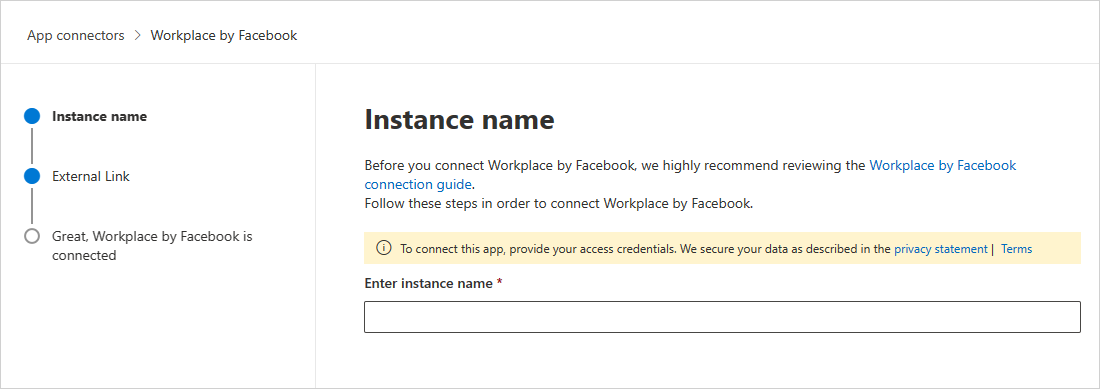 App connectors > Workplace by Facebook
Instance name
External Link
Great, Workplace by Facebook is
connected
Instance name
Before you connect Workplace by Facebook, we highly recommend reviewing the Workplace by Facebook
connection guide.
Follow these steps in order to connect Workplace by Facebook.
To connect this app, provide your access credentials. We secure your data as described in the privacy statement | Terms
Enter instance name *